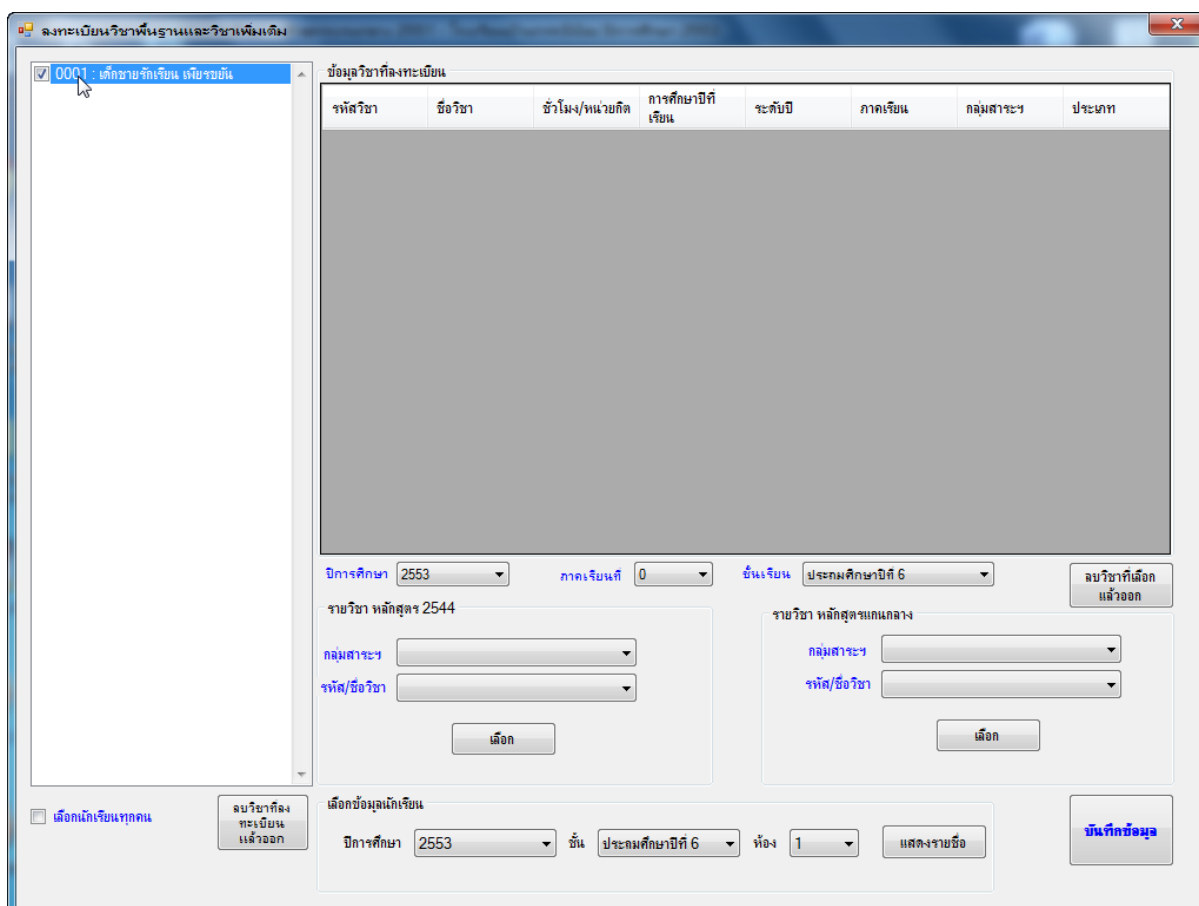 ลงทะเบียนวิชาพื้นฐานและวิชาเพิ่มเติม
0001 : เด็กชายรักเรียน เพียรขยัน
ข้อมูลวิชาที่ลงทะเบียน
รหัสวิชา ชื่อวิชา ชั่วโมง/หน่วยกิต การศึกษาปีที่ ระดับปี ภาคเรียน กลุ่มสาระฯ ประเภท
เรียน
ปีการศึกษา 2553 ภาคเรียนที่ 0 ชั้นเรียน ประถมศึกษาปีที่ 6
ลบวิชาที่เลือก
แล้วออก
รายวิชา หลักสูตร 2544
กลุ่มสาระฯ
รหัส/ชื่อวิชา
เลือก
รายวิชา หลักสูตรแกนกลาง
กลุ่มสาระฯ
รหัส/ชื่อวิชา
เลือก
เลือกนักเรียนทุกคน
ลบวิชาที่ลง
ทะเบียน
แล้วออก
เลือกข้อมูลนักเรียน
ปีการศึกษา 2553 ชั้น ประถมศึกษาปีที่ 6 ห้อง 1 แสดงรายชื่อ
บันทึกข้อมูล